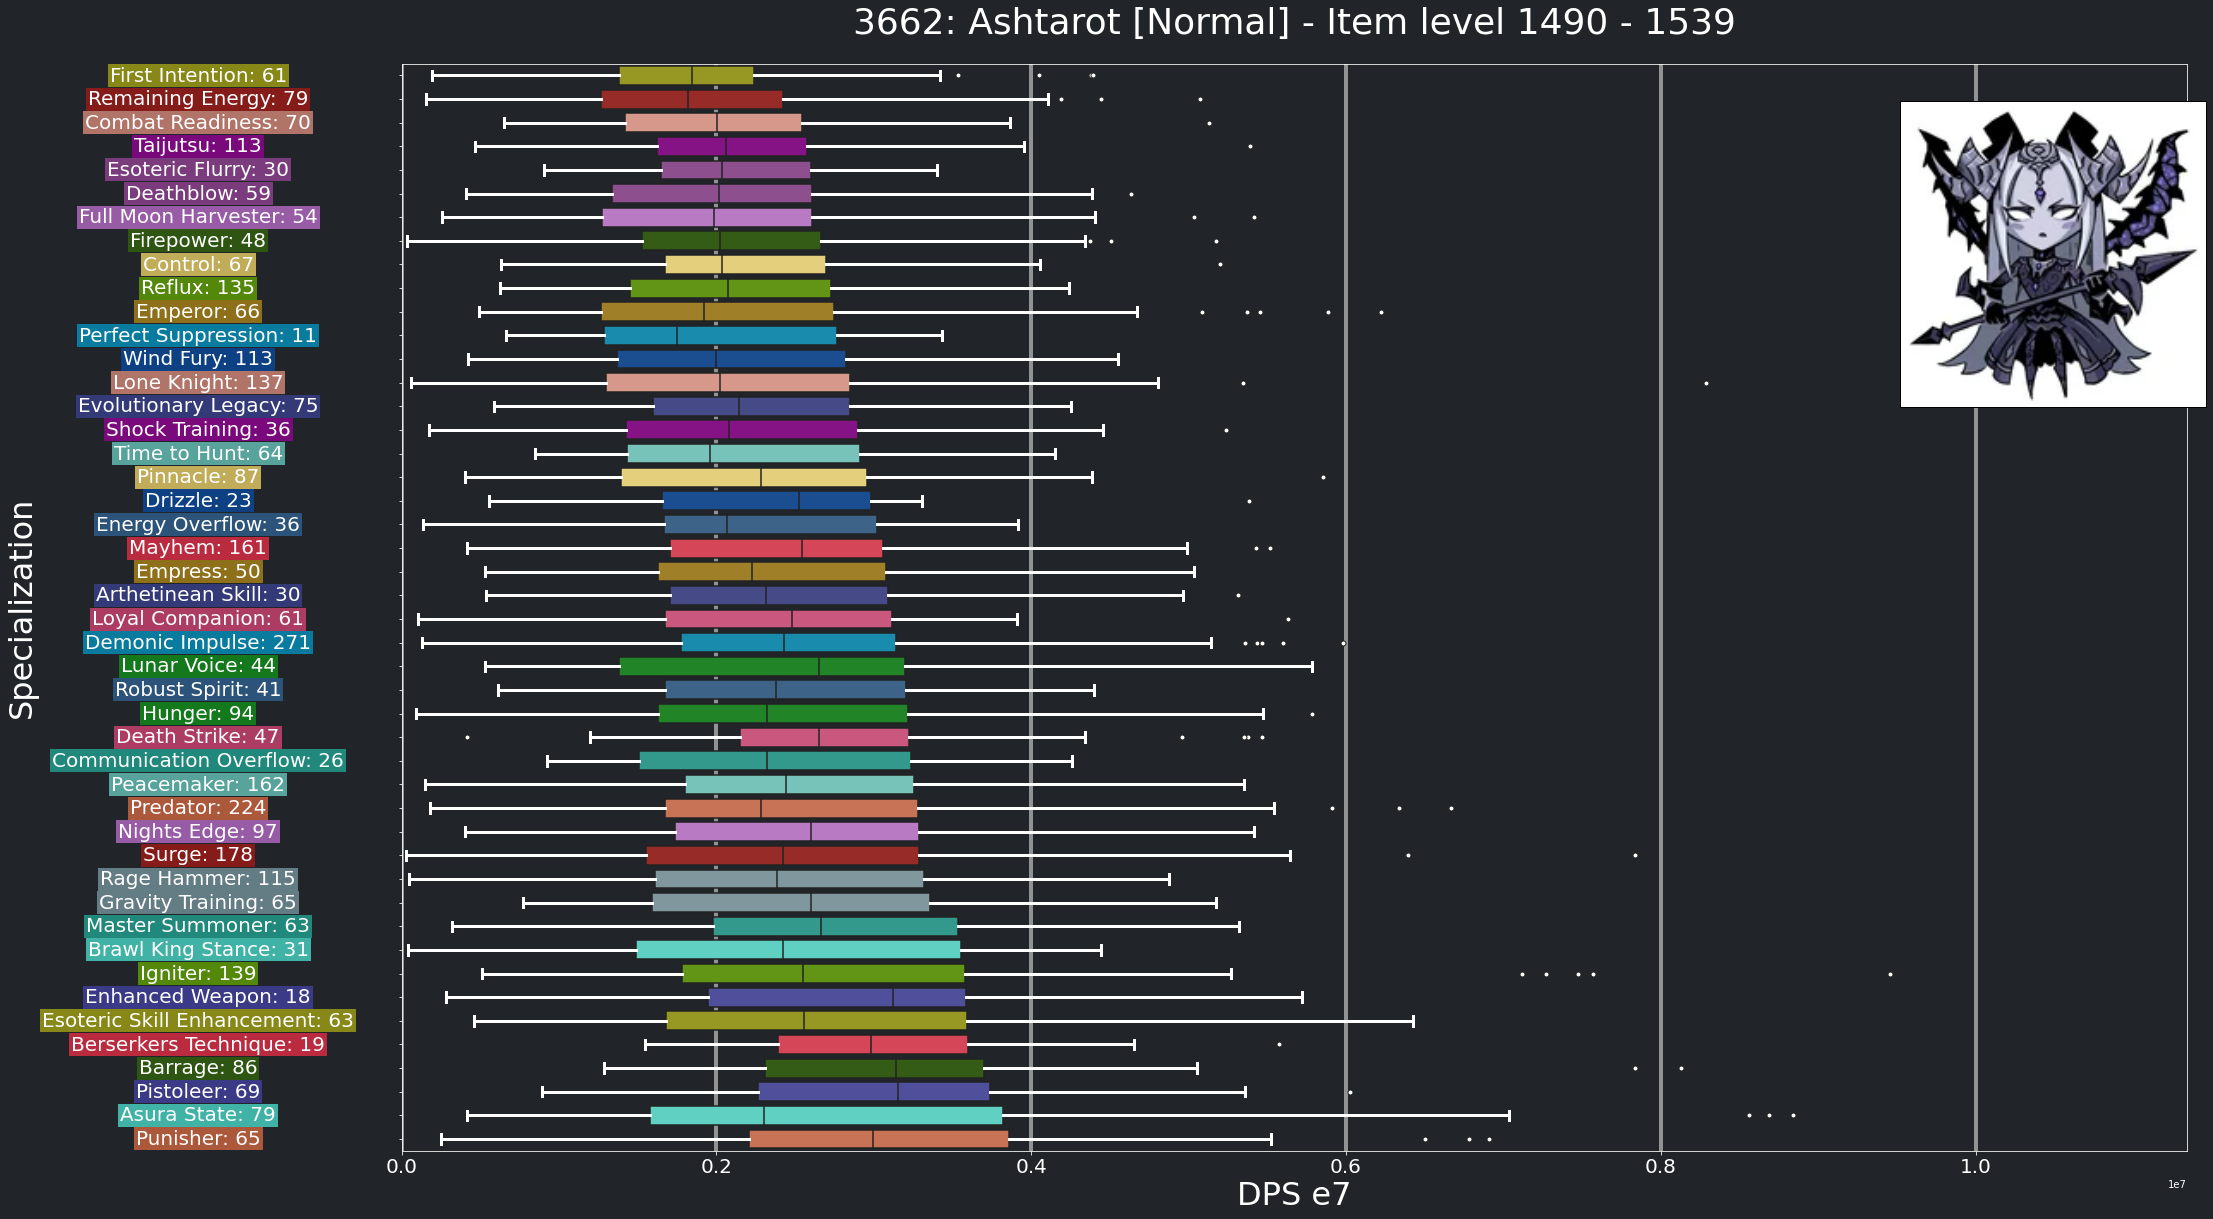 3662: Ashtarot [Normal] - Item level 1490 - 1539
First Intention: 61
Remaining Energy: 79
Combat Readiness: 70
Taijutsu: 113
Esoteric Flurry: 30
Deathblow: 59
Full Moon Harvester: 54
Firepower: 48
Control: 67
Reflux: 135
Emperor: 66
Perfect Suppression: 11
Wind Fury: 113
Lone Knight: 137
Evolutionary Legacy: 75
Shock Training: 36
Time to Hunt: 64
Pinnacle: 87
Drizzle: 23
Energy Overflow: 36
Mayhem: 161
Empress: 50
Arthetinean Skill: 30
Loyal Companion: 61
Demonic Impulse: 271
Lunar Voice: 44
Robust Spirit: 41
Hunger: 94
Death Strike: 47
Communication Overflow: 26
Peacemaker: 162
Predator: 224
Nights Edge: 97
Surge: 178
Rage Hammer: 115
Gravity Training: 65
Master Summoner: 63
Brawl King Stance: 31
Igniter: 139
Enhanced Weapon: 18
Esoteric Skill Enhancement: 63
Berserkers Technique: 19
Barrage: 86
Pistoleer: 69
Asura State: 79
Punisher: 65
Specialization
0.0 0.2 0.4 0.6 0.8 1.0
DPS e7
1e7